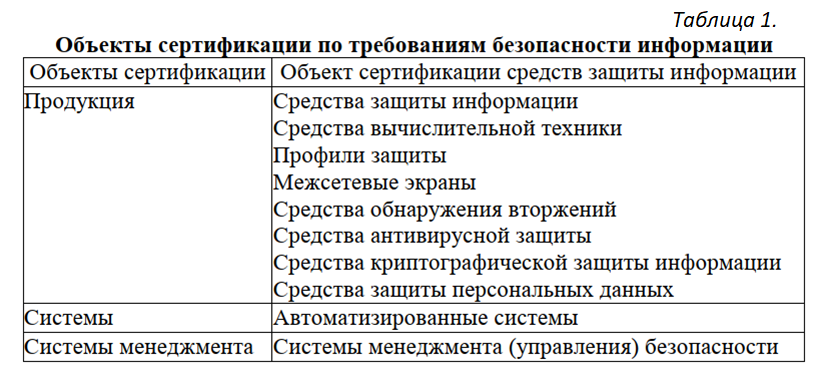 Таблица 1.
Объекты сертификации по требованиям безопасности информации
Объекты сертификации Объект сертификации средств защиты информации
Продукция Средства защиты информации
Средства вычислительной техники
Профили защиты
Межсетевые экраны
Средства обнаружения вторжений
Средства антивирусной защиты
Средства криптографической защиты информации
Средства защиты персональных данных
Системы Автоматизированные системы
Системы менеджмента Системы менеджмента (управления) безопасности